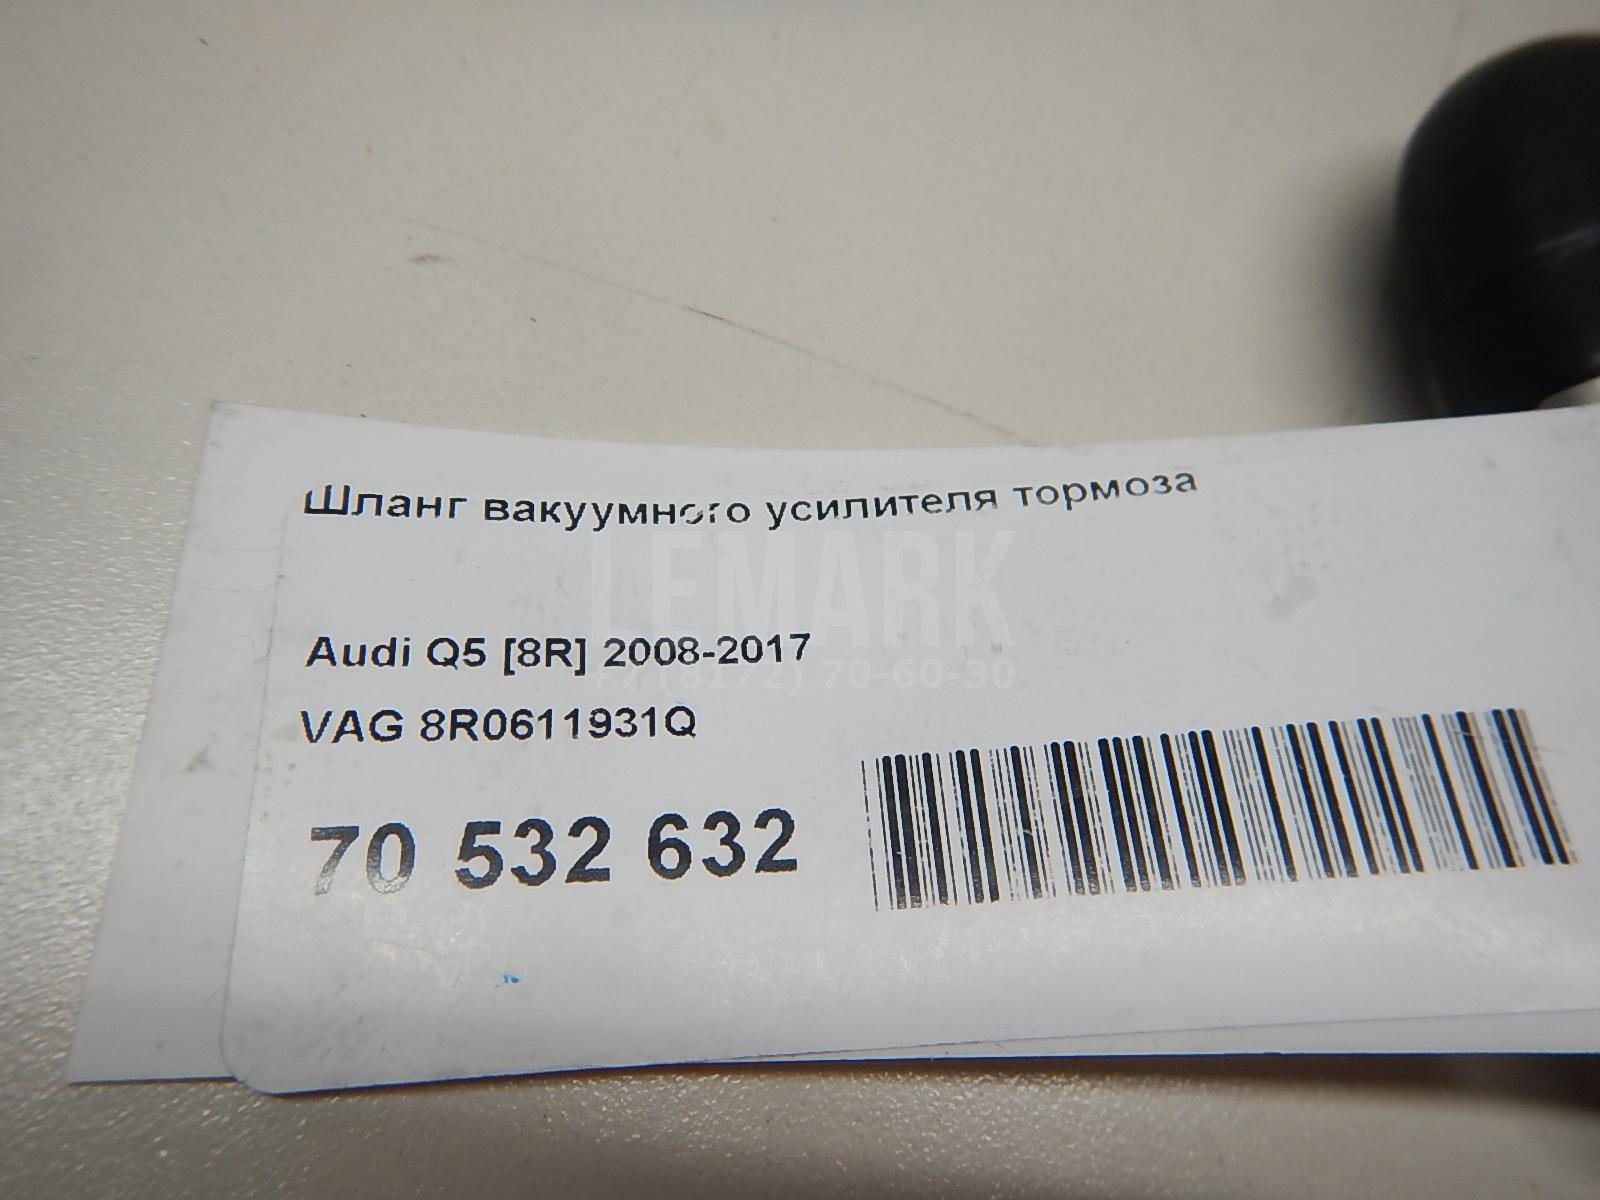 Шланг вакуумного усилителя тормоза
LEMARK
+7 (8172) 70-60-30
Audi Q5 [8R] 2008-2017
VAG 8R0611931Q
70 532 632